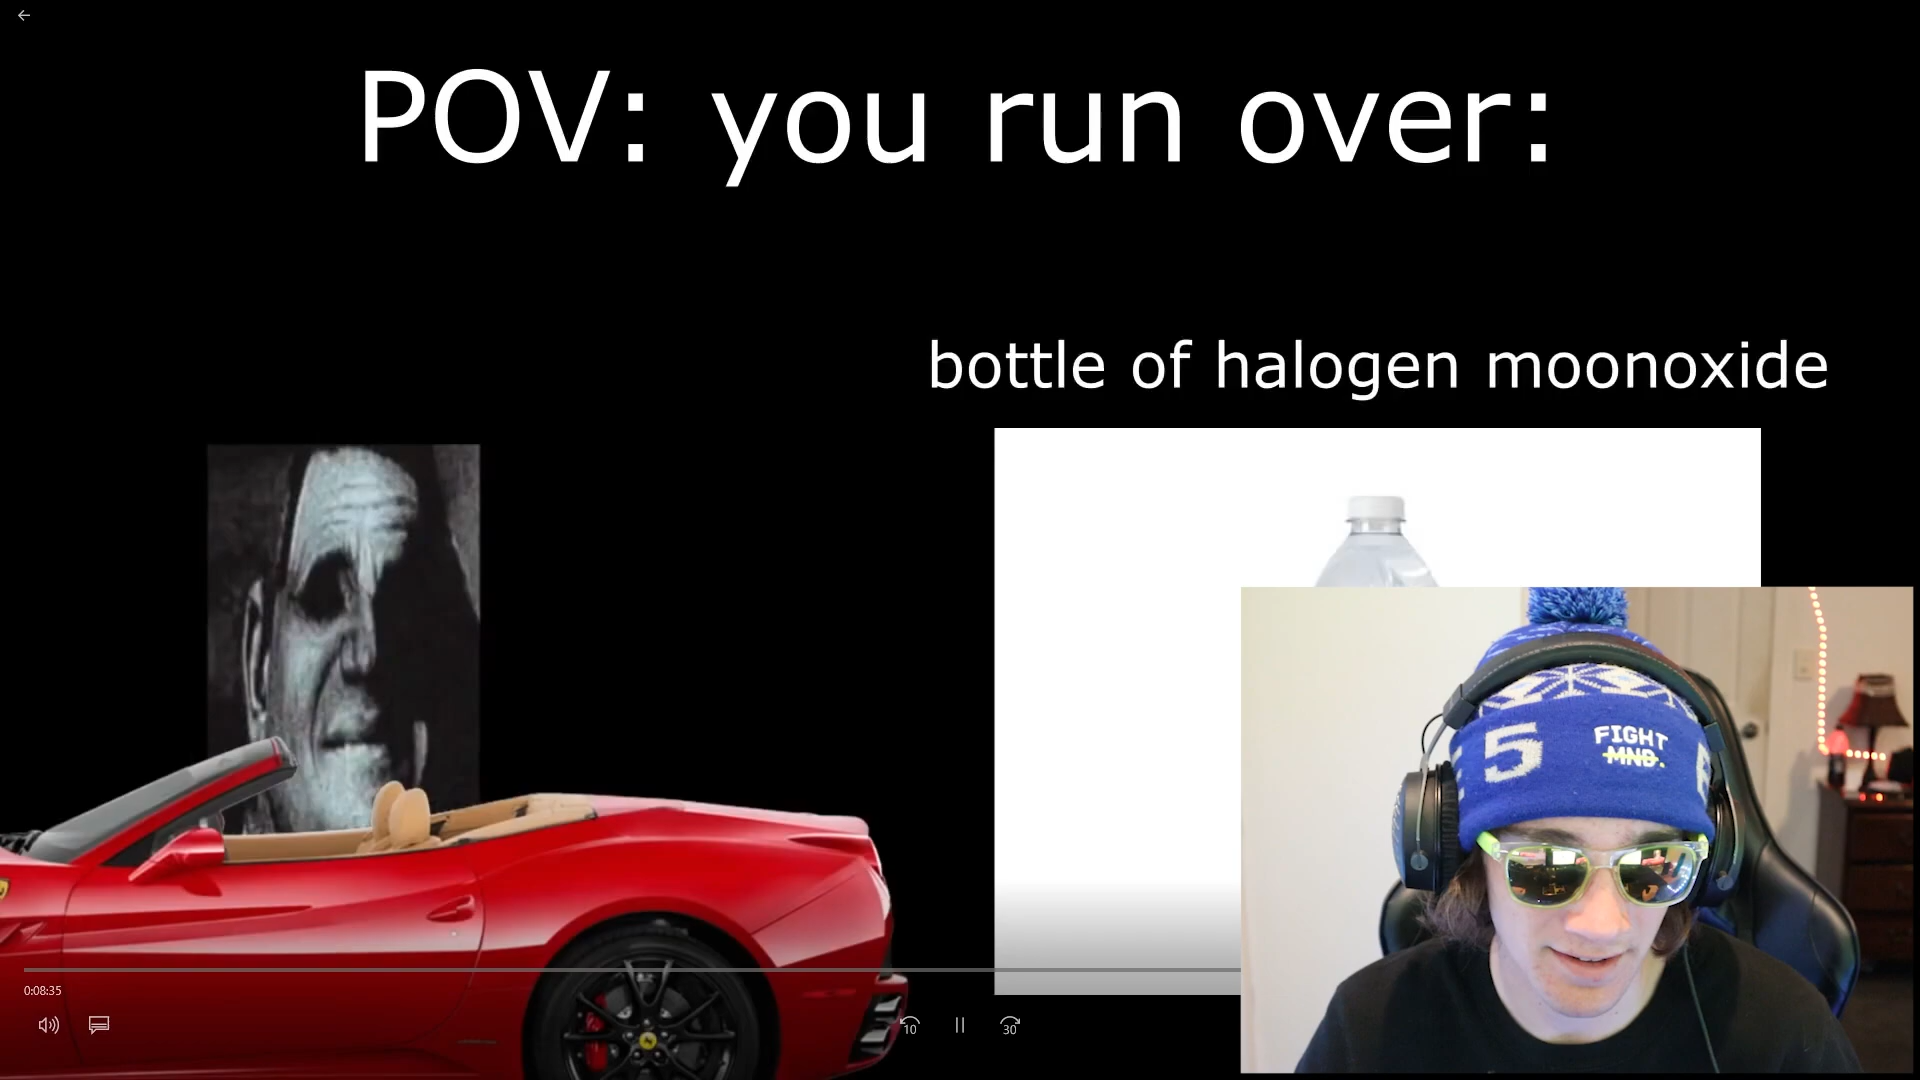 POV: you run over:
bottle of halogen moonoxide
5
FIGHT
MND.
0:08:35
10
30